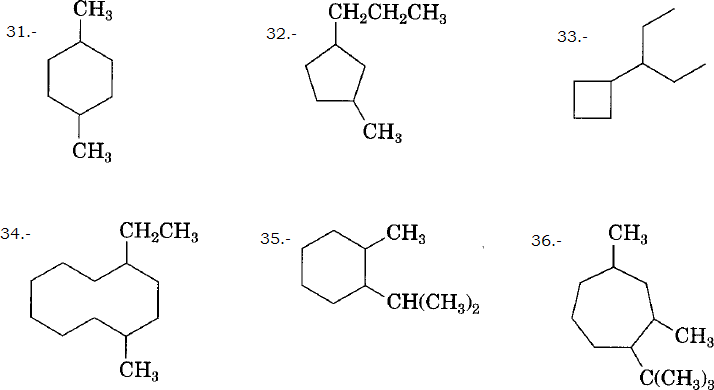 31.-
CH₃
CH₃
32.-
CH₂CH₂CH₃
CH₃
33.-
34.-
CH₂CH₃
CH₃
35.-
CH₃
CH(CH₃)₂
36.-
CH₃
CH₃
C(CH₃)₃